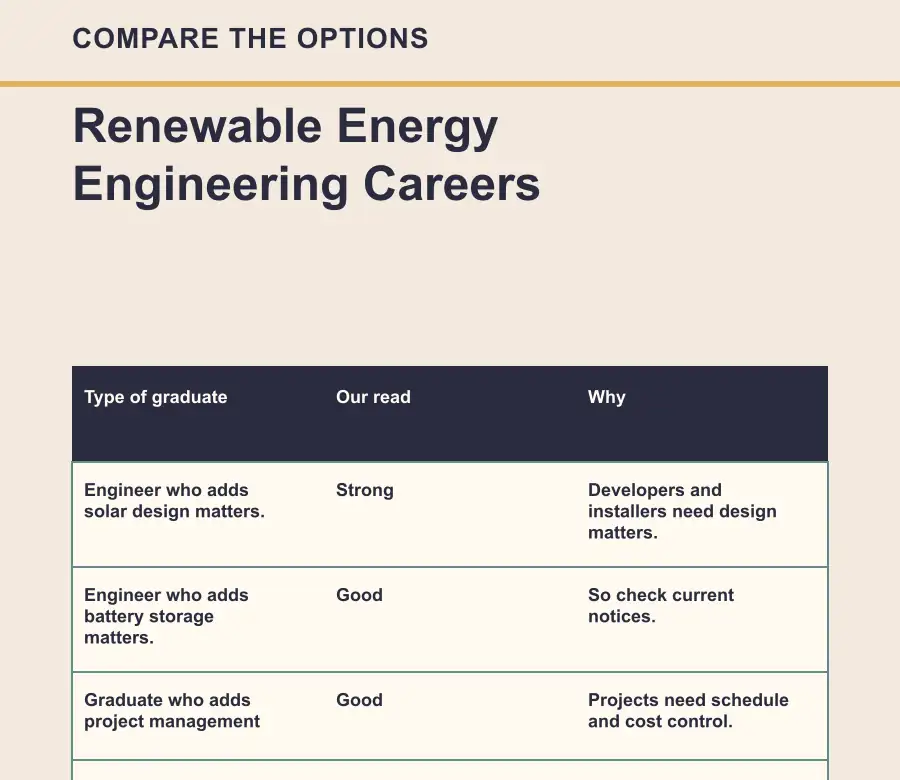 COMPARE THE OPTIONS
Renewable Energy
Engineering Careers
Type of graduate
Our read
Why
Engineer who adds
solar design matters.
Strong
Developers and
installers need design
matters.
Engineer who adds
battery storage
matters.
Good
So check current
notices.
Graduate who adds
project management
Good
Projects need schedule
and cost control.